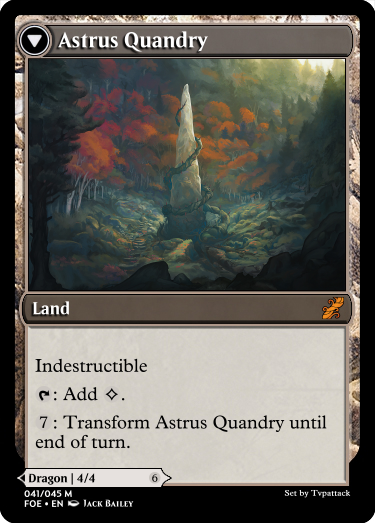 Astrus Quandry
Land
Indestructible
: Add .
7 : Transform Astrus Quandry until
end of turn.
Dragon | 4/4 6
041/045 M Set by Tvpattack
FOE • EN Jack Bailey